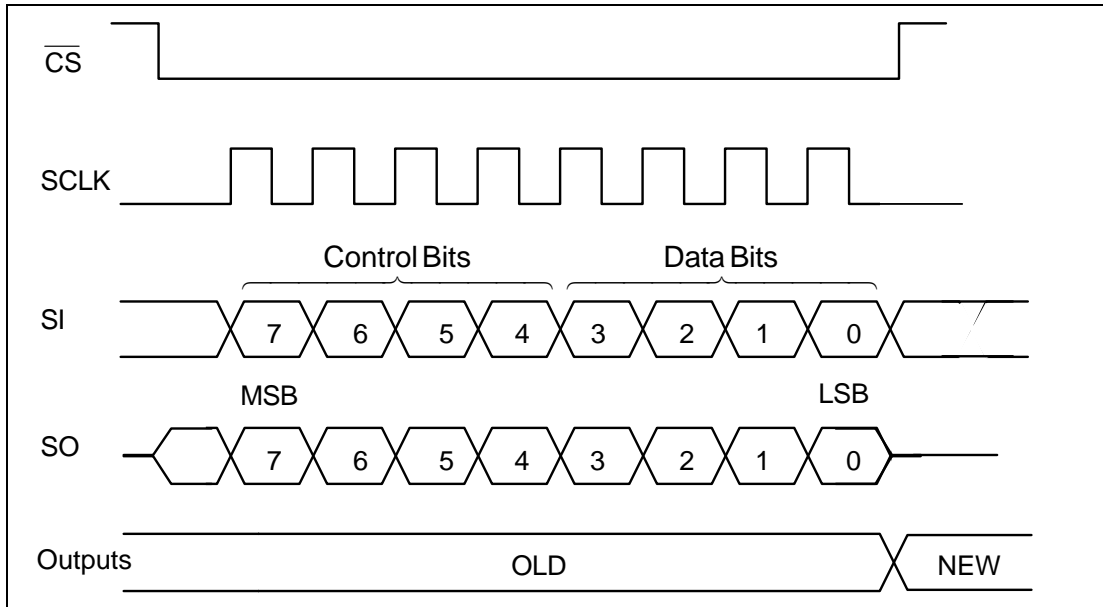 CS
SCLK
Control Bits Data Bits
SI 7 6 5 4 3 2 1 0
MSB LSB
SO 7 6 5 4 3 2 1 0
Outputs OLD NEW